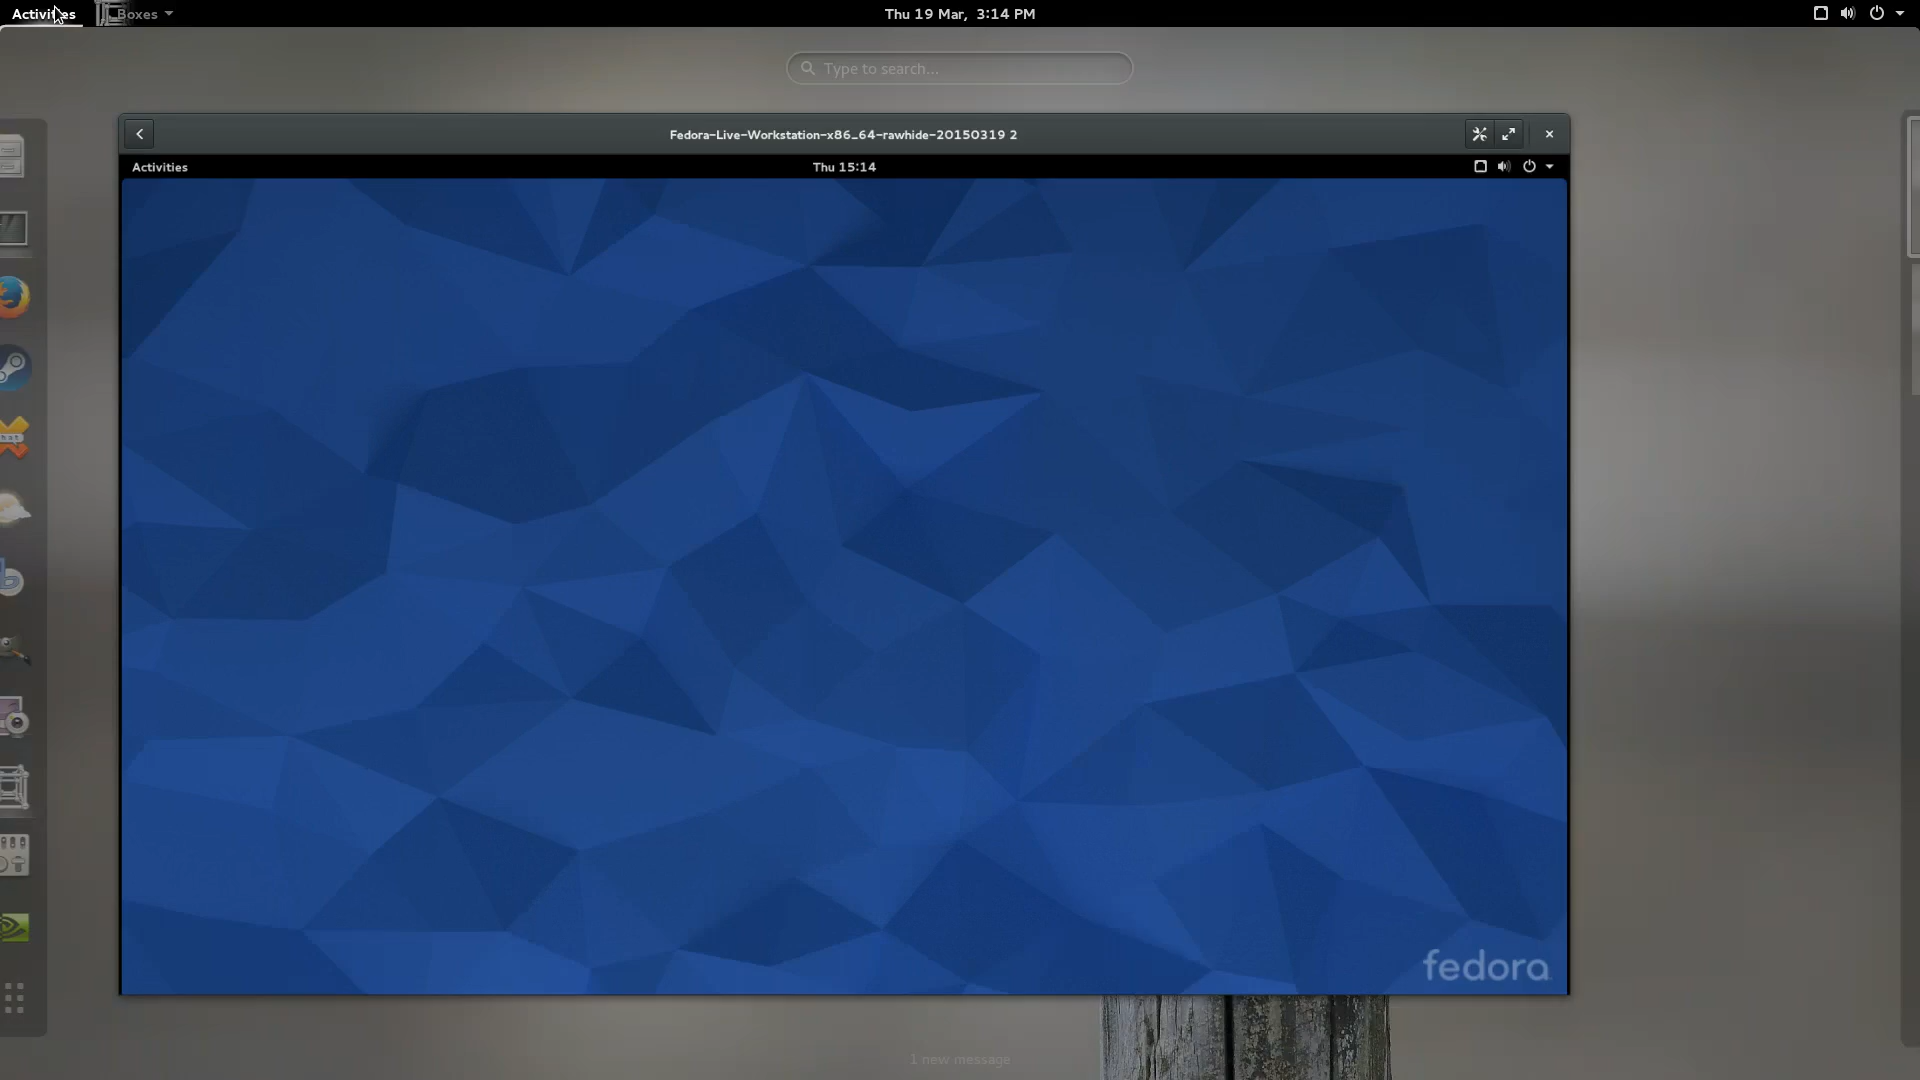 Activities
Boxes
Thu 19 Mar, 3:14 PM
Type to search...
Fedora-Live-Workstation-x86_64-rawhide-20150319 2
Activities
Thu 15:14
fedora
1 new message